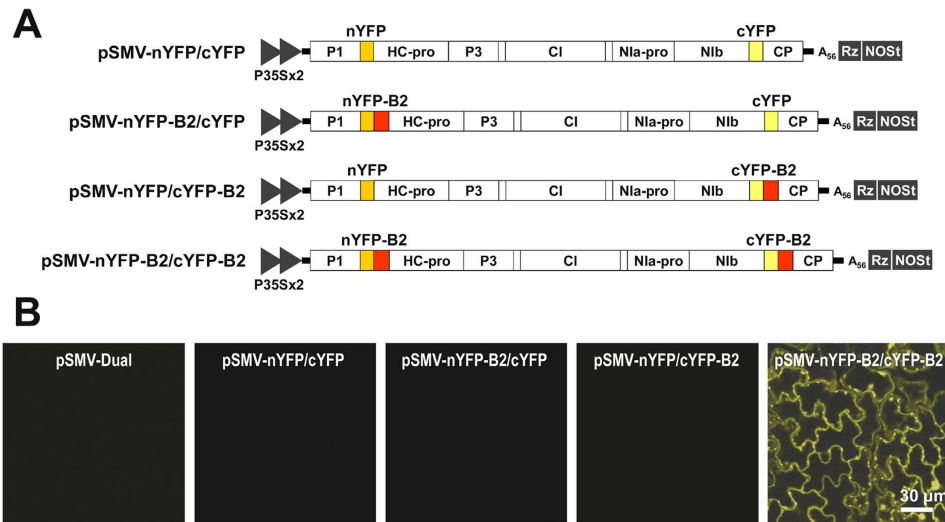 A
nYFP cYFP
pSMV-nYFP/cYFP P1 HC-pro P3 CI NIa-pro NIb CP A56 Rz NOSt
P35Sx2
nYFP-B2 cYFP
pSMV-nYFP-B2/cYFP P1 HC-pro P3 CI NIa-pro NIb CP A56 Rz NOSt
P35Sx2
nYFP cYFP-B2
pSMV-nYFP/cYFP-B2 P1 HC-pro P3 CI NIa-pro NIb CP A56 Rz NOSt
P35Sx2
nYFP-B2 cYFP-B2
pSMV-nYFP-B2/cYFP-B2 P1 HC-pro P3 CI NIa-pro NIb CP A56 Rz NOSt
P35Sx2
B
pSMV-Dual pSMV-nYFP/cYFP pSMV-nYFP-B2/cYFP pSMV-nYFP/cYFP-B2 pSMV-nYFP-B2/cYFP-B2
30 µm